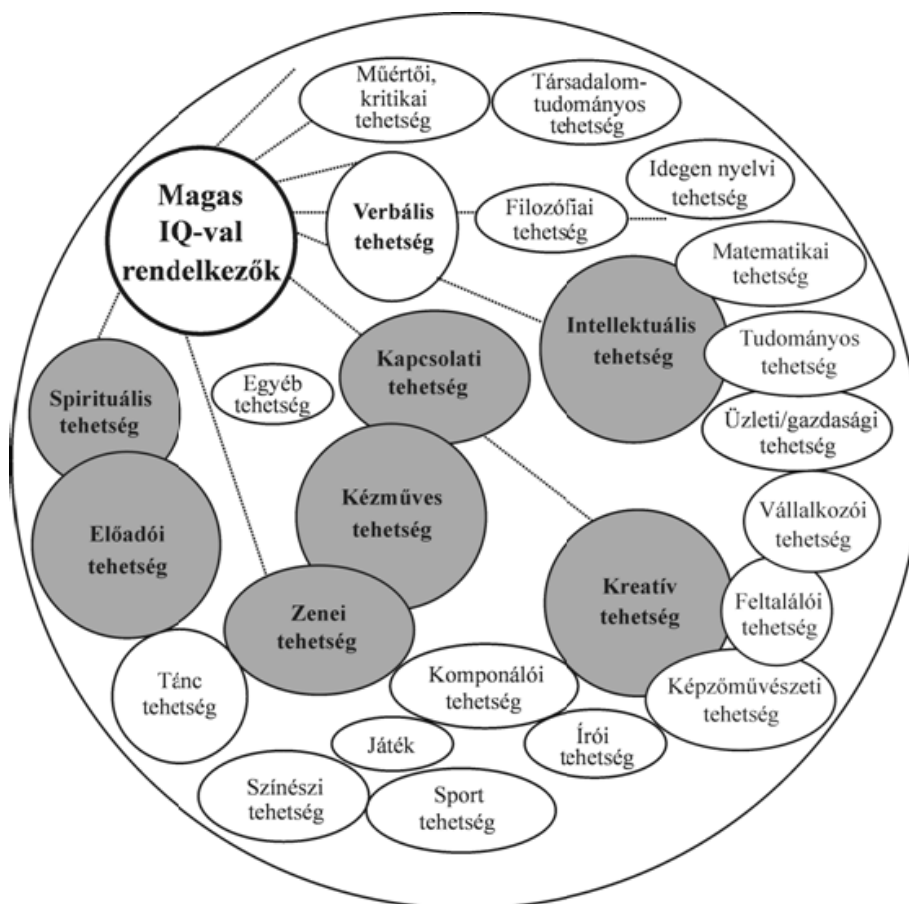 Műértői,
kritikai
tehetség
Társadalom-
tudományos
tehetség
Idegen nyelvi
tehetség
Magas
IQ-val
rendelkezők
Verbális
tehetség
Filozófiai
tehetség
Matematikai
tehetség
Intellektuális
tehetség
Tudományos
tehetség
Kapcsolati
tehetség
Egyéb
tehetség
Spirituális
tehetség
Üzleti/gazdasági
tehetség
Kézműves
tehetség
Vállalkozói
tehetség
Előadói
tehetség
Kreatív
tehetség
Feltalálói
tehetség
Zenei
tehetség
Tánc
tehetség
Komponálói
tehetség
Képzőművészeti
tehetség
Játék
Írói
tehetség
Színészi
tehetség
Sport
tehetség